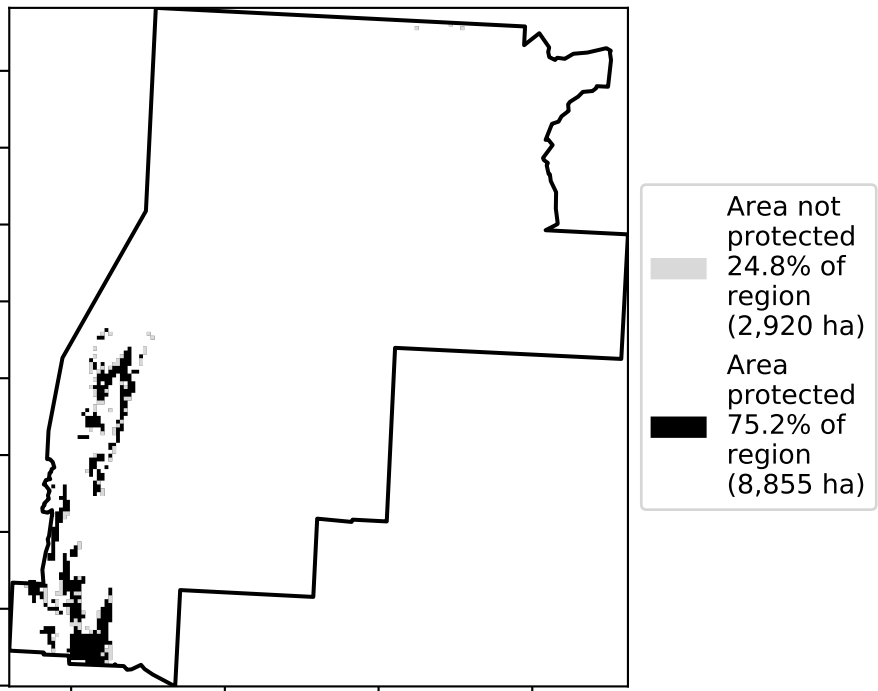 Area not
protected
24.8% of
region
(2,920 ha)
Area
protected
75.2% of
region
(8,855 ha)